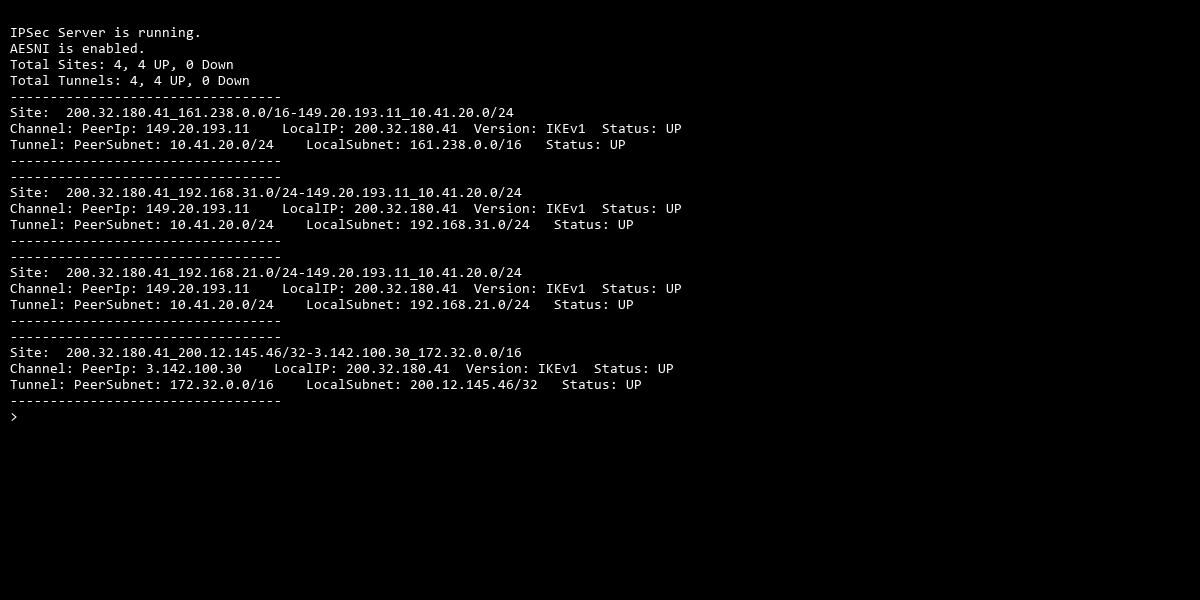 IPSec Server is running.
AESNI is enabled.
Total Sites: 4, 4 UP, 0 Down
Total Tunnels: 4, 4 UP, 0 Down
----------------------------------
Site:  200.32.180.41_161.238.0.0/16-149.20.193.11_10.41.20.0/24
Channel: PeerIp: 149.20.193.11    LocalIP: 200.32.180.41  Version: IKEv1  Status: UP
Tunnel: PeerSubnet: 10.41.20.0/24    LocalSubnet: 161.238.0.0/16   Status: UP
----------------------------------
----------------------------------
Site:  200.32.180.41_192.168.31.0/24-149.20.193.11_10.41.20.0/24
Channel: PeerIp: 149.20.193.11    LocalIP: 200.32.180.41  Version: IKEv1  Status: UP
Tunnel: PeerSubnet: 10.41.20.0/24    LocalSubnet: 192.168.31.0/24   Status: UP
----------------------------------
----------------------------------
Site:  200.32.180.41_192.168.21.0/24-149.20.193.11_10.41.20.0/24
Channel: PeerIp: 149.20.193.11    LocalIP: 200.32.180.41  Version: IKEv1  Status: UP
Tunnel: PeerSubnet: 10.41.20.0/24    LocalSubnet: 192.168.21.0/24   Status: UP
----------------------------------
----------------------------------
Site:  200.32.180.41_200.12.145.46/32-3.142.100.30_172.32.0.0/16
Channel: PeerIp: 3.142.100.30    LocalIP: 200.32.180.41  Version: IKEv1  Status: UP
Tunnel: PeerSubnet: 172.32.0.0/16    LocalSubnet: 200.12.145.46/32   Status: UP
----------------------------------
>